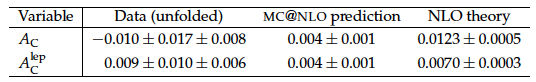 Variable Data (unfolded) MC@NLO prediction NLO theory
A_C −0.010 ± 0.017 ± 0.008 0.004 ± 0.001 0.0123 ± 0.0005
A_C^lep 0.009 ± 0.010 ± 0.006 0.004 ± 0.001 0.0070 ± 0.0003